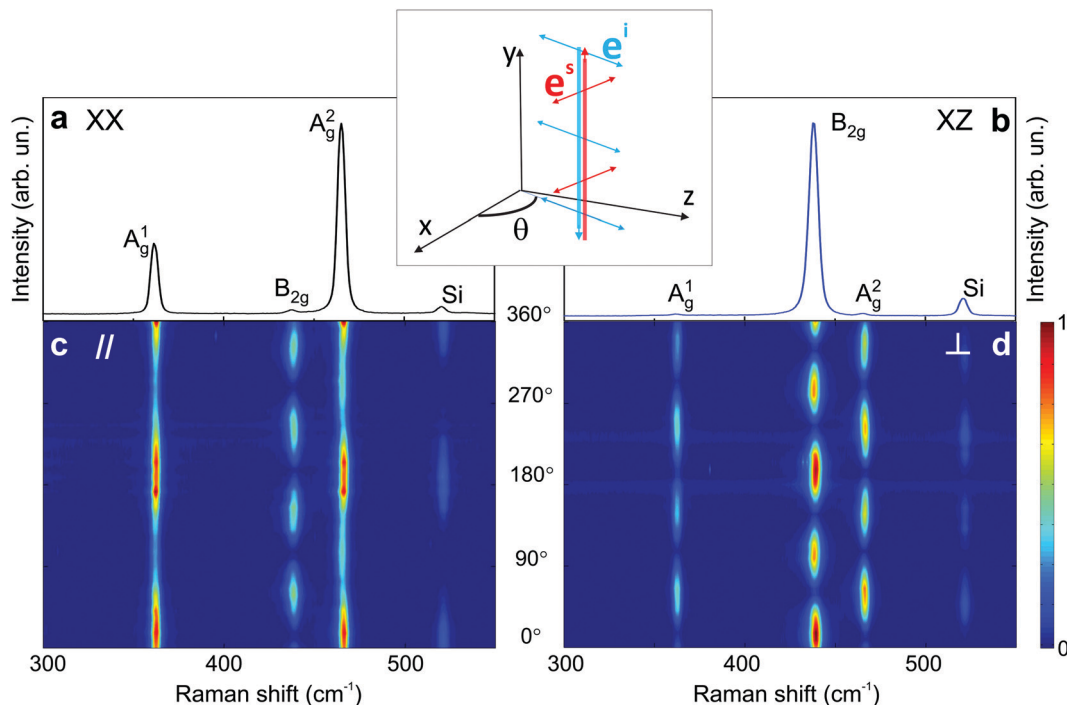 a XX
A_g^1
B_2g
A_g^2
Si
Intensity (arb. un.)
y
e^i
e^s
z
x
θ
XZ b
B_2g
A_g^1
A_g^2
Si
Intensity (arb. un.)
c //
360°
270°
180°
90°
0°
⊥ d
1
0
300 400 500
Raman shift (cm⁻¹)
300 400 500
Raman shift (cm⁻¹)